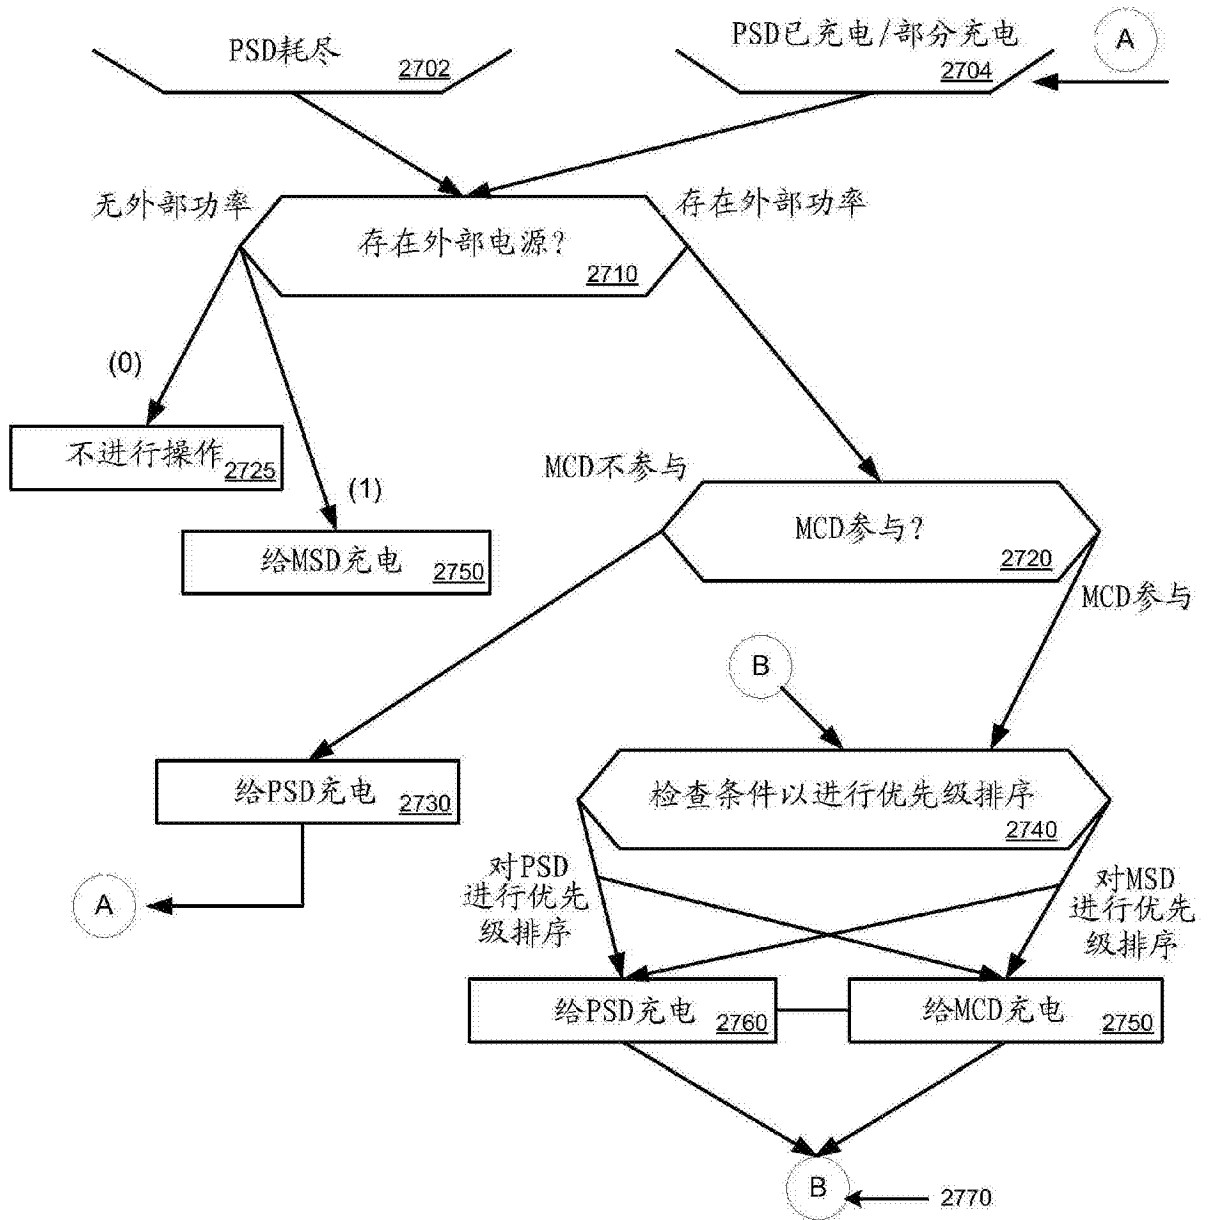 PSD耗尽
2702
PSD已充电/部分充电
2704
A
无外部功率
存在外部功率
存在外部电源？
2710
(0)
不进行操作
2725
(1)
给MSD充电
2750
MCD不参与
MCD参与？
2720
MCD参与
B
给PSD充电
2730
A
检查条件以进行优先级排序
2740
对PSD
进行优先
级排序
对MSD
进行优先
级排序
给PSD充电
2760
给MCD充电
2750
B
2770